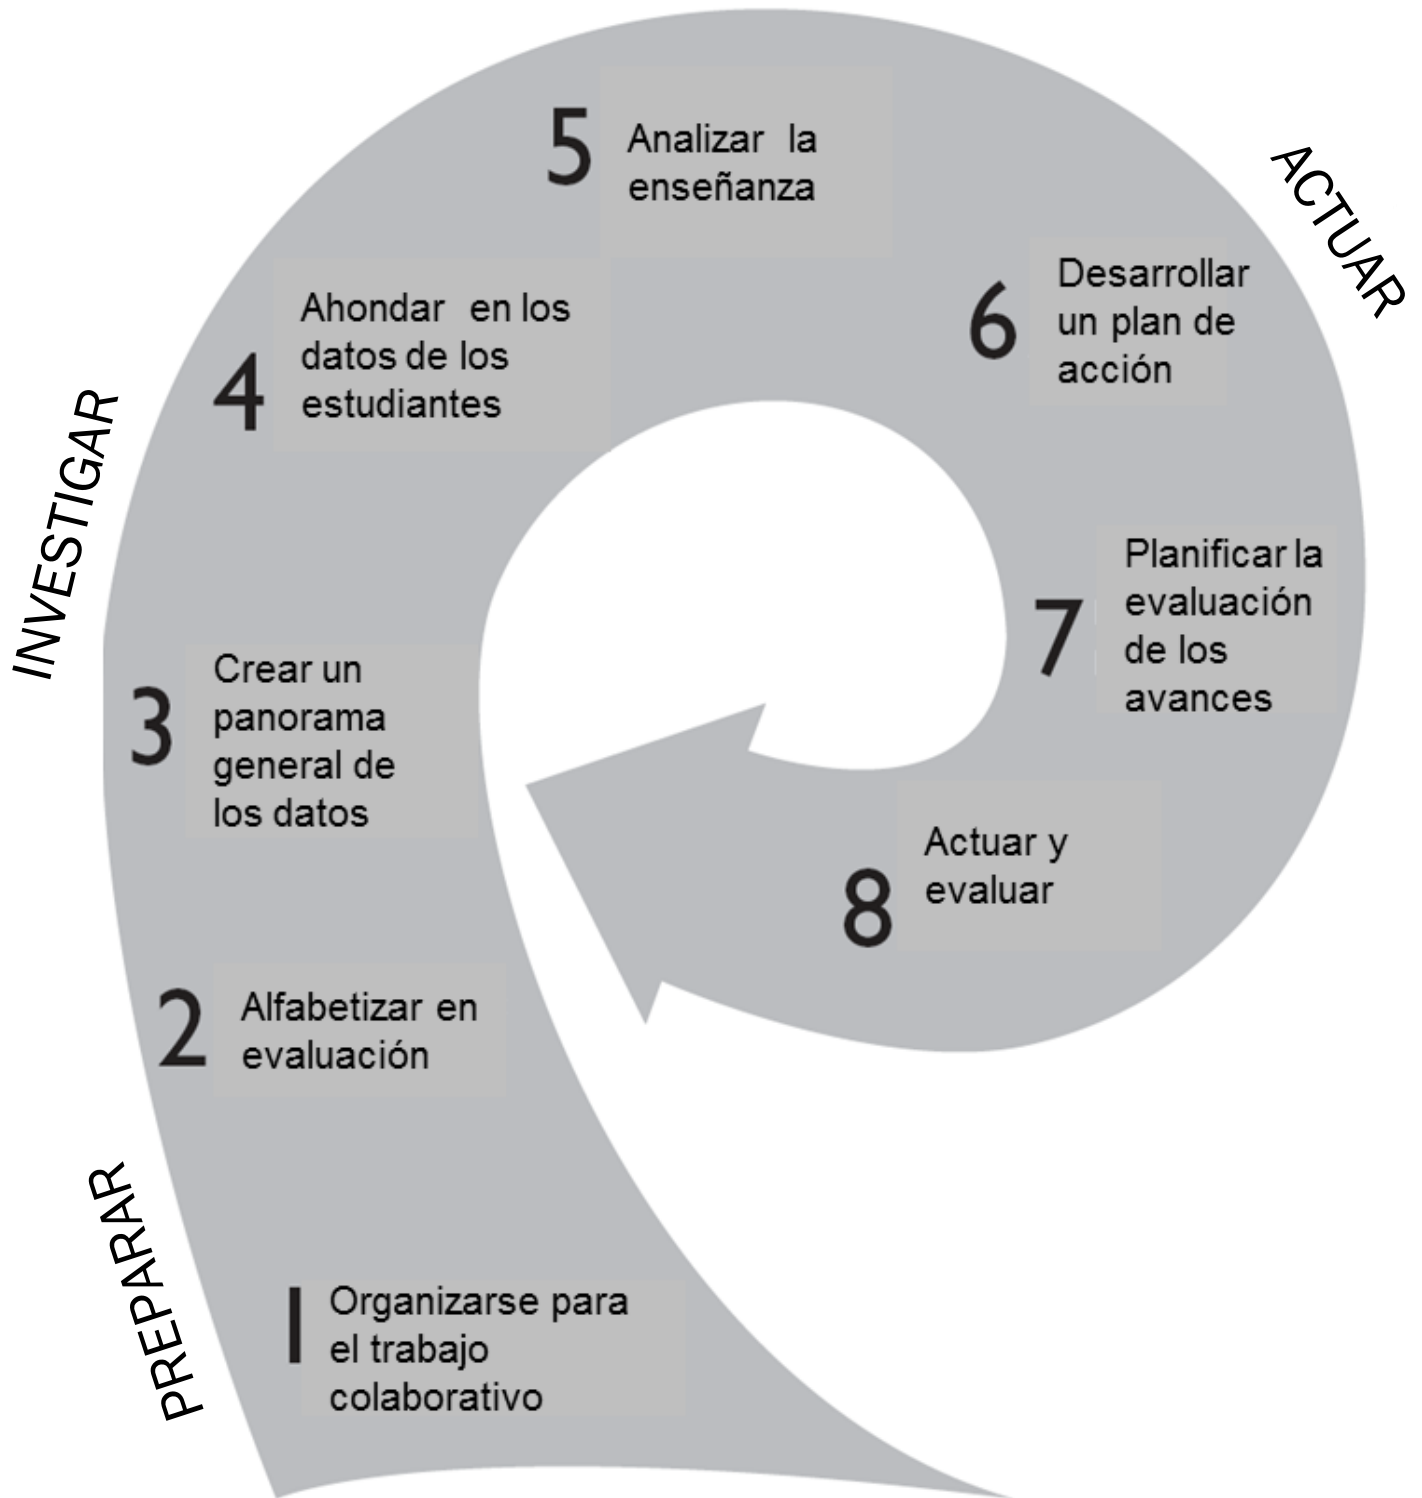 PREPARAR
1
Organizarse para
el trabajo
colaborativo
2
Alfabetizar en
evaluación
INVESTIGAR
3
Crear un
panorama
general de
los datos
4
Ahondar en los
datos de los
estudiantes
5
Analizar la
enseñanza
ACTUAR
6
Desarrollar
un plan de
acción
7
Planificar la
evaluación
de los
avances
8
Actuar y
evaluar